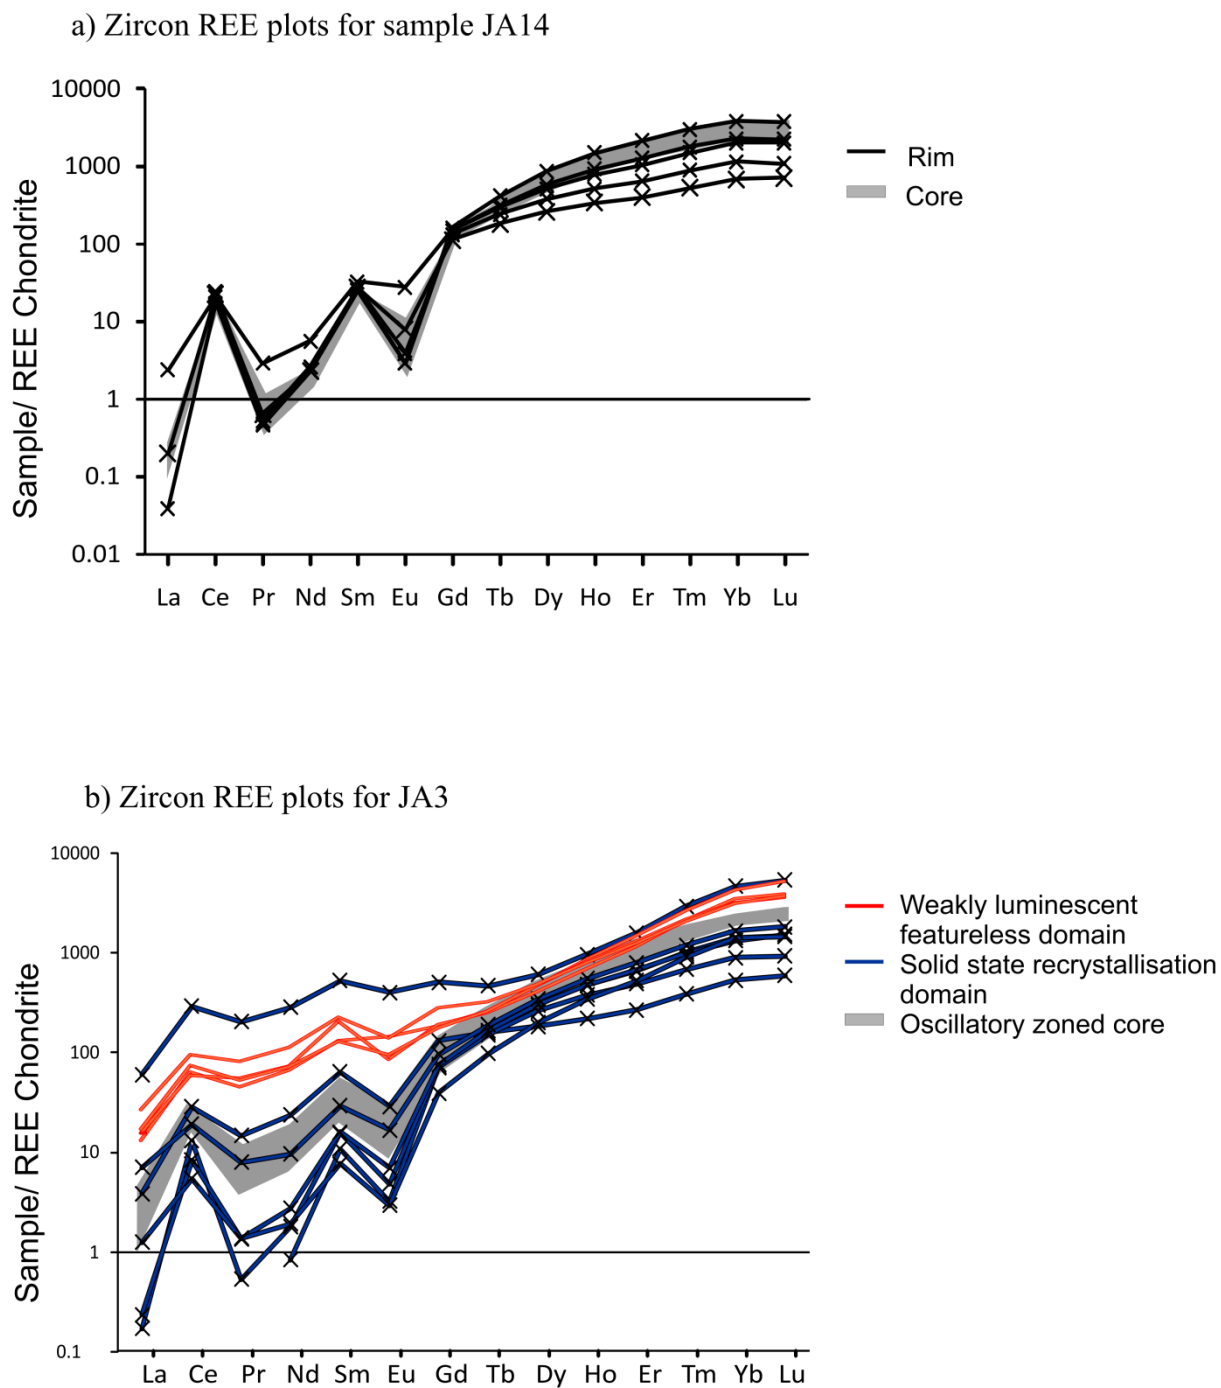 a) Zircon REE plots for sample JA14
10000
1000
100
10
1
0.1
0.01
Sample/ REE Chondrite
La Ce Pr Nd Sm Eu Gd Tb Dy Ho Er Tm Yb Lu
Rim
Core
b) Zircon REE plots for JA3
10000
1000
100
10
1
0.1
Sample/ REE Chondrite
La Ce Pr Nd Sm Eu Gd Tb Dy Ho Er Tm Yb Lu
Weakly luminescent
featureless domain
Solid state recrystallisation
domain
Oscillatory zoned core